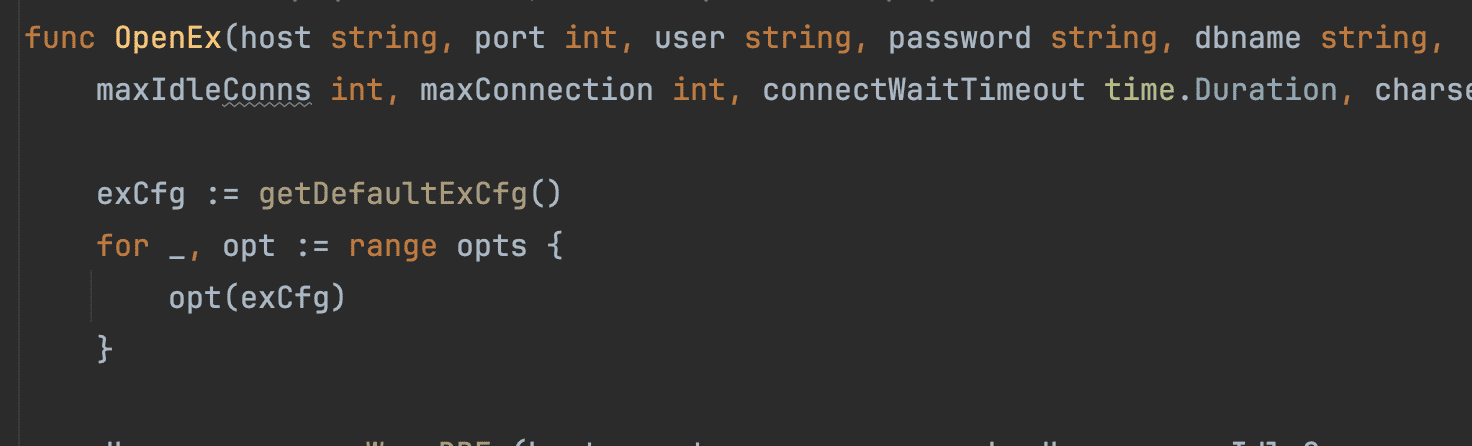 func OpenEx(host string, port int, user string, password string, dbname string,
maxIdleConns int, maxConnection int, connectWaitTimeout time.Duration,
exCfg := getDefaultExCfg()
for _, opt := range opts {
opt(exCfg)
}